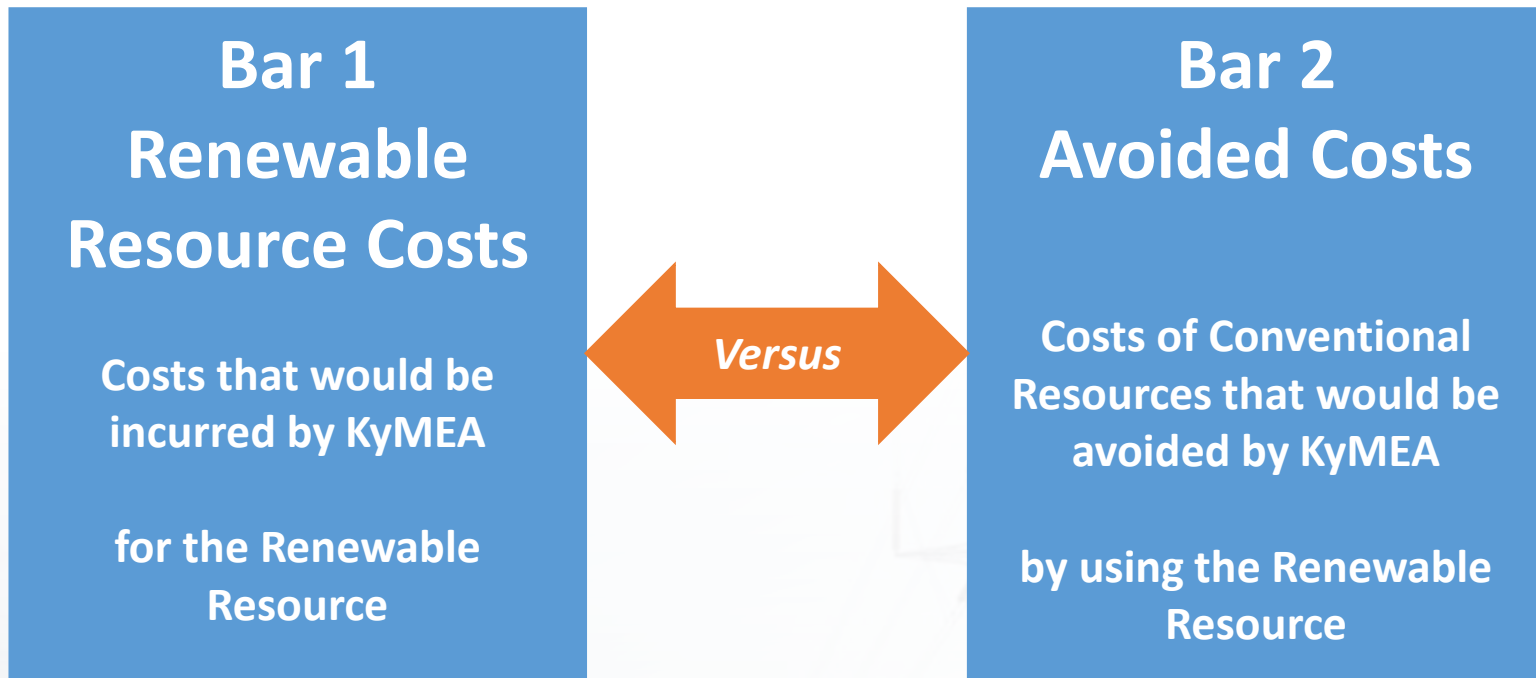 Bar 1
Renewable
Resource Costs
Costs that would be
incurred by KyMEA
for the Renewable
Resource
Versus
Bar 2
Avoided Costs
Costs of Conventional
Resources that would be
avoided by KyMEA
by using the Renewable
Resource